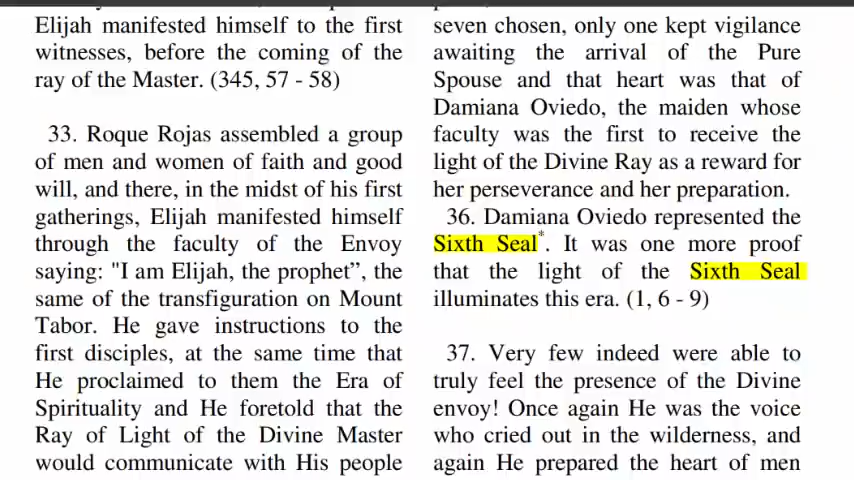 Elijah manifested himself to the first
witnesses, before the coming of the
ray of the Master. (345, 57 - 58)
33. Roque Rojas assembled a group
of men and women of faith and good
will, and there, in the midst of his first
gatherings, Elijah manifested himself
through the faculty of the Envoy
saying: "I am Elijah, the prophet”, the
same of the transfiguration on Mount
Tabor. He gave instructions to the
first disciples, at the same time that
He proclaimed to them the Era of
Spirituality and He foretold that the
Ray of Light of the Divine Master
would communicate with His people
seven chosen, only one kept vigilance
awaiting the arrival of the Pure
Spouse and that heart was that of
Damiana Oviedo, the maiden whose
faculty was the first to receive the
light of the Divine Ray as a reward for
her perseverance and her preparation.
36. Damiana Oviedo represented the
Sixth Seal*. It was one more proof
that the light of the Sixth Seal
illuminates this era. (1, 6 - 9)
37. Very few indeed were able to
truly feel the presence of the Divine
envoy! Once again He was the voice
who cried out in the wilderness, and
again He prepared the heart of men